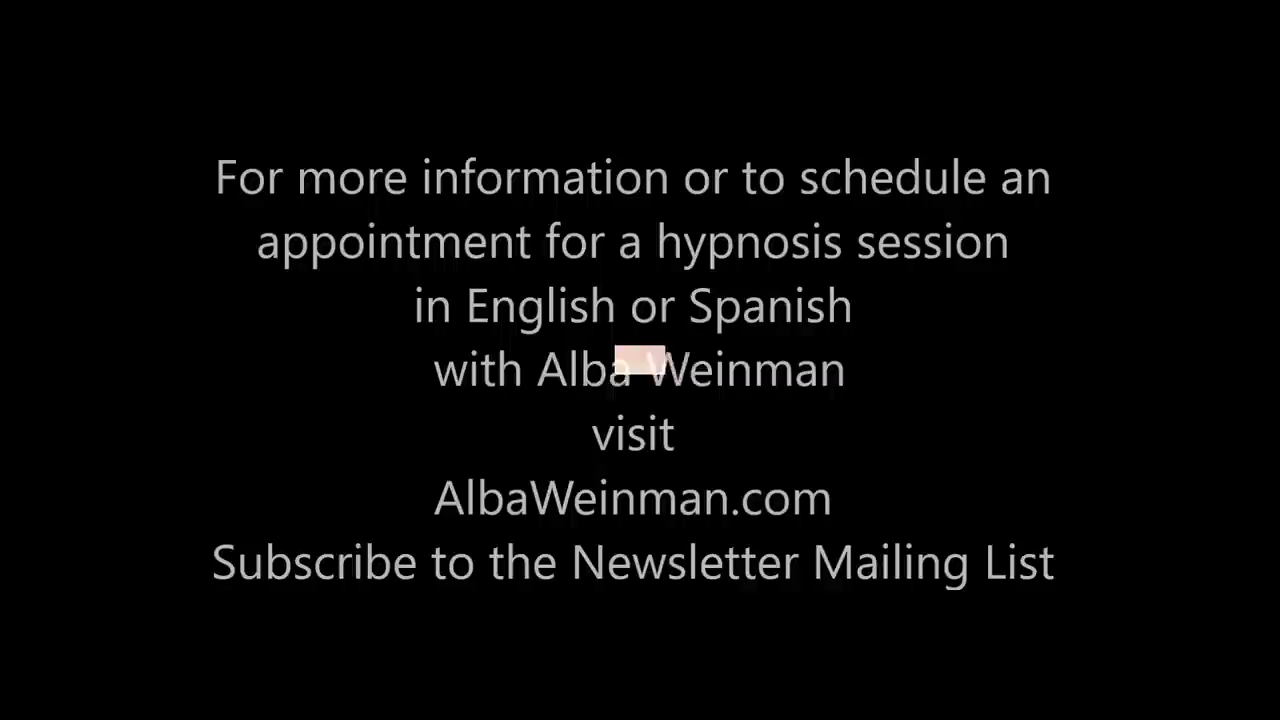 For more information or to schedule an
appointment for a hypnosis session
in English or Spanish
with Alba Weinman
visit
AlbaWeinman.com
Subscribe to the Newsletter Mailing List